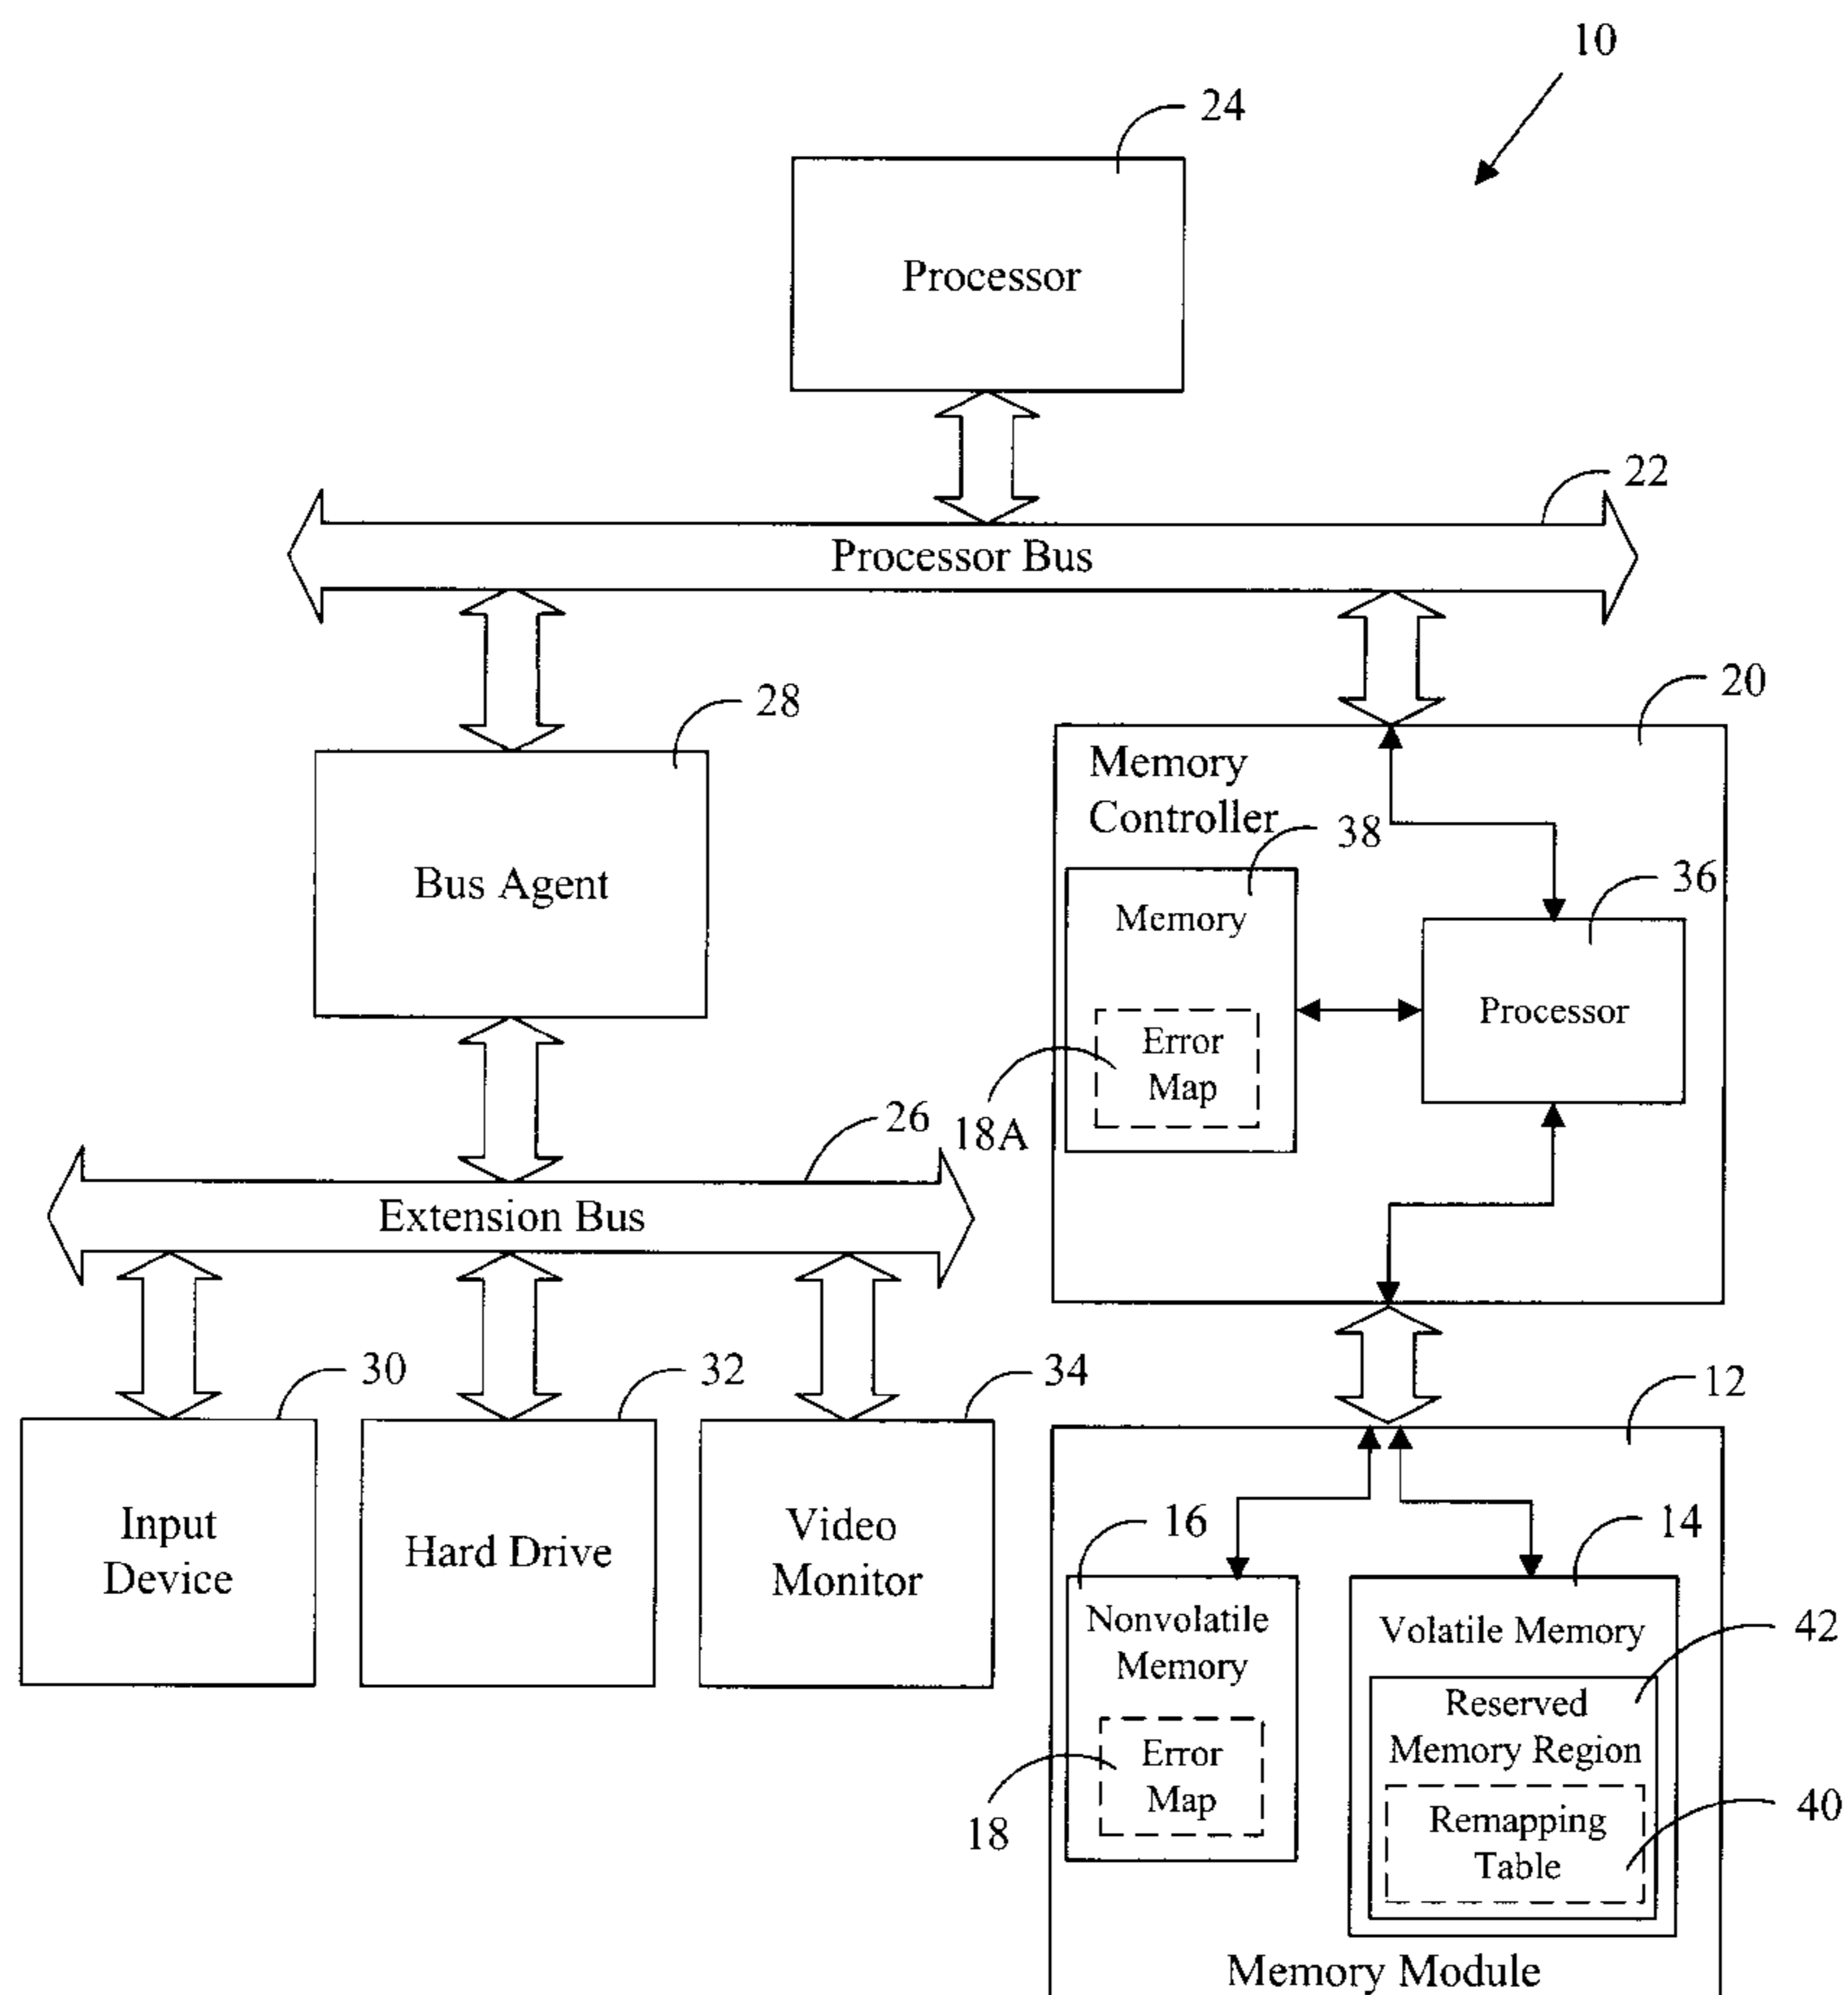 10
24
Processor
22
Processor Bus
28
20
Memory
Controller
38
Bus Agent
36
Memory
Processor
Error
Map
26
18A
Extension Bus
30
32
34
12
Input
Device
Hard Drive
Video
Monitor
16
14
Nonvolatile
Memory
Volatile Memory
42
Reserved
Memory Region
Error
Map
18
Remapping
Table
40
Memory Module